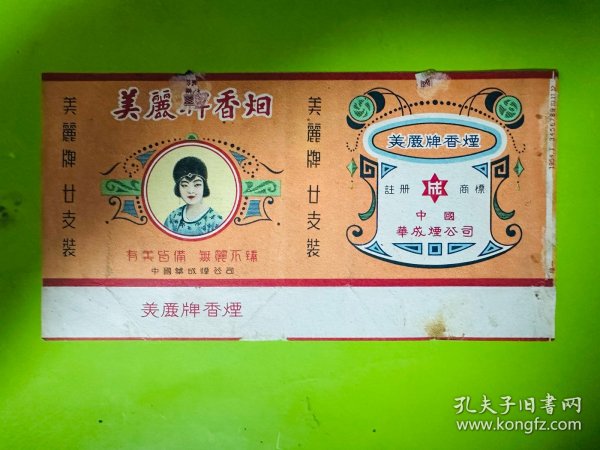 美麗牌香烟
美麗牌廿支裝
有美皆備 無麗不臻
中國華成煙公司
美麗牌香煙
美麗牌廿支裝
美麗牌香煙
註冊 商標
中國
華成煙公司
孔夫子旧书网
www.kongfz.com